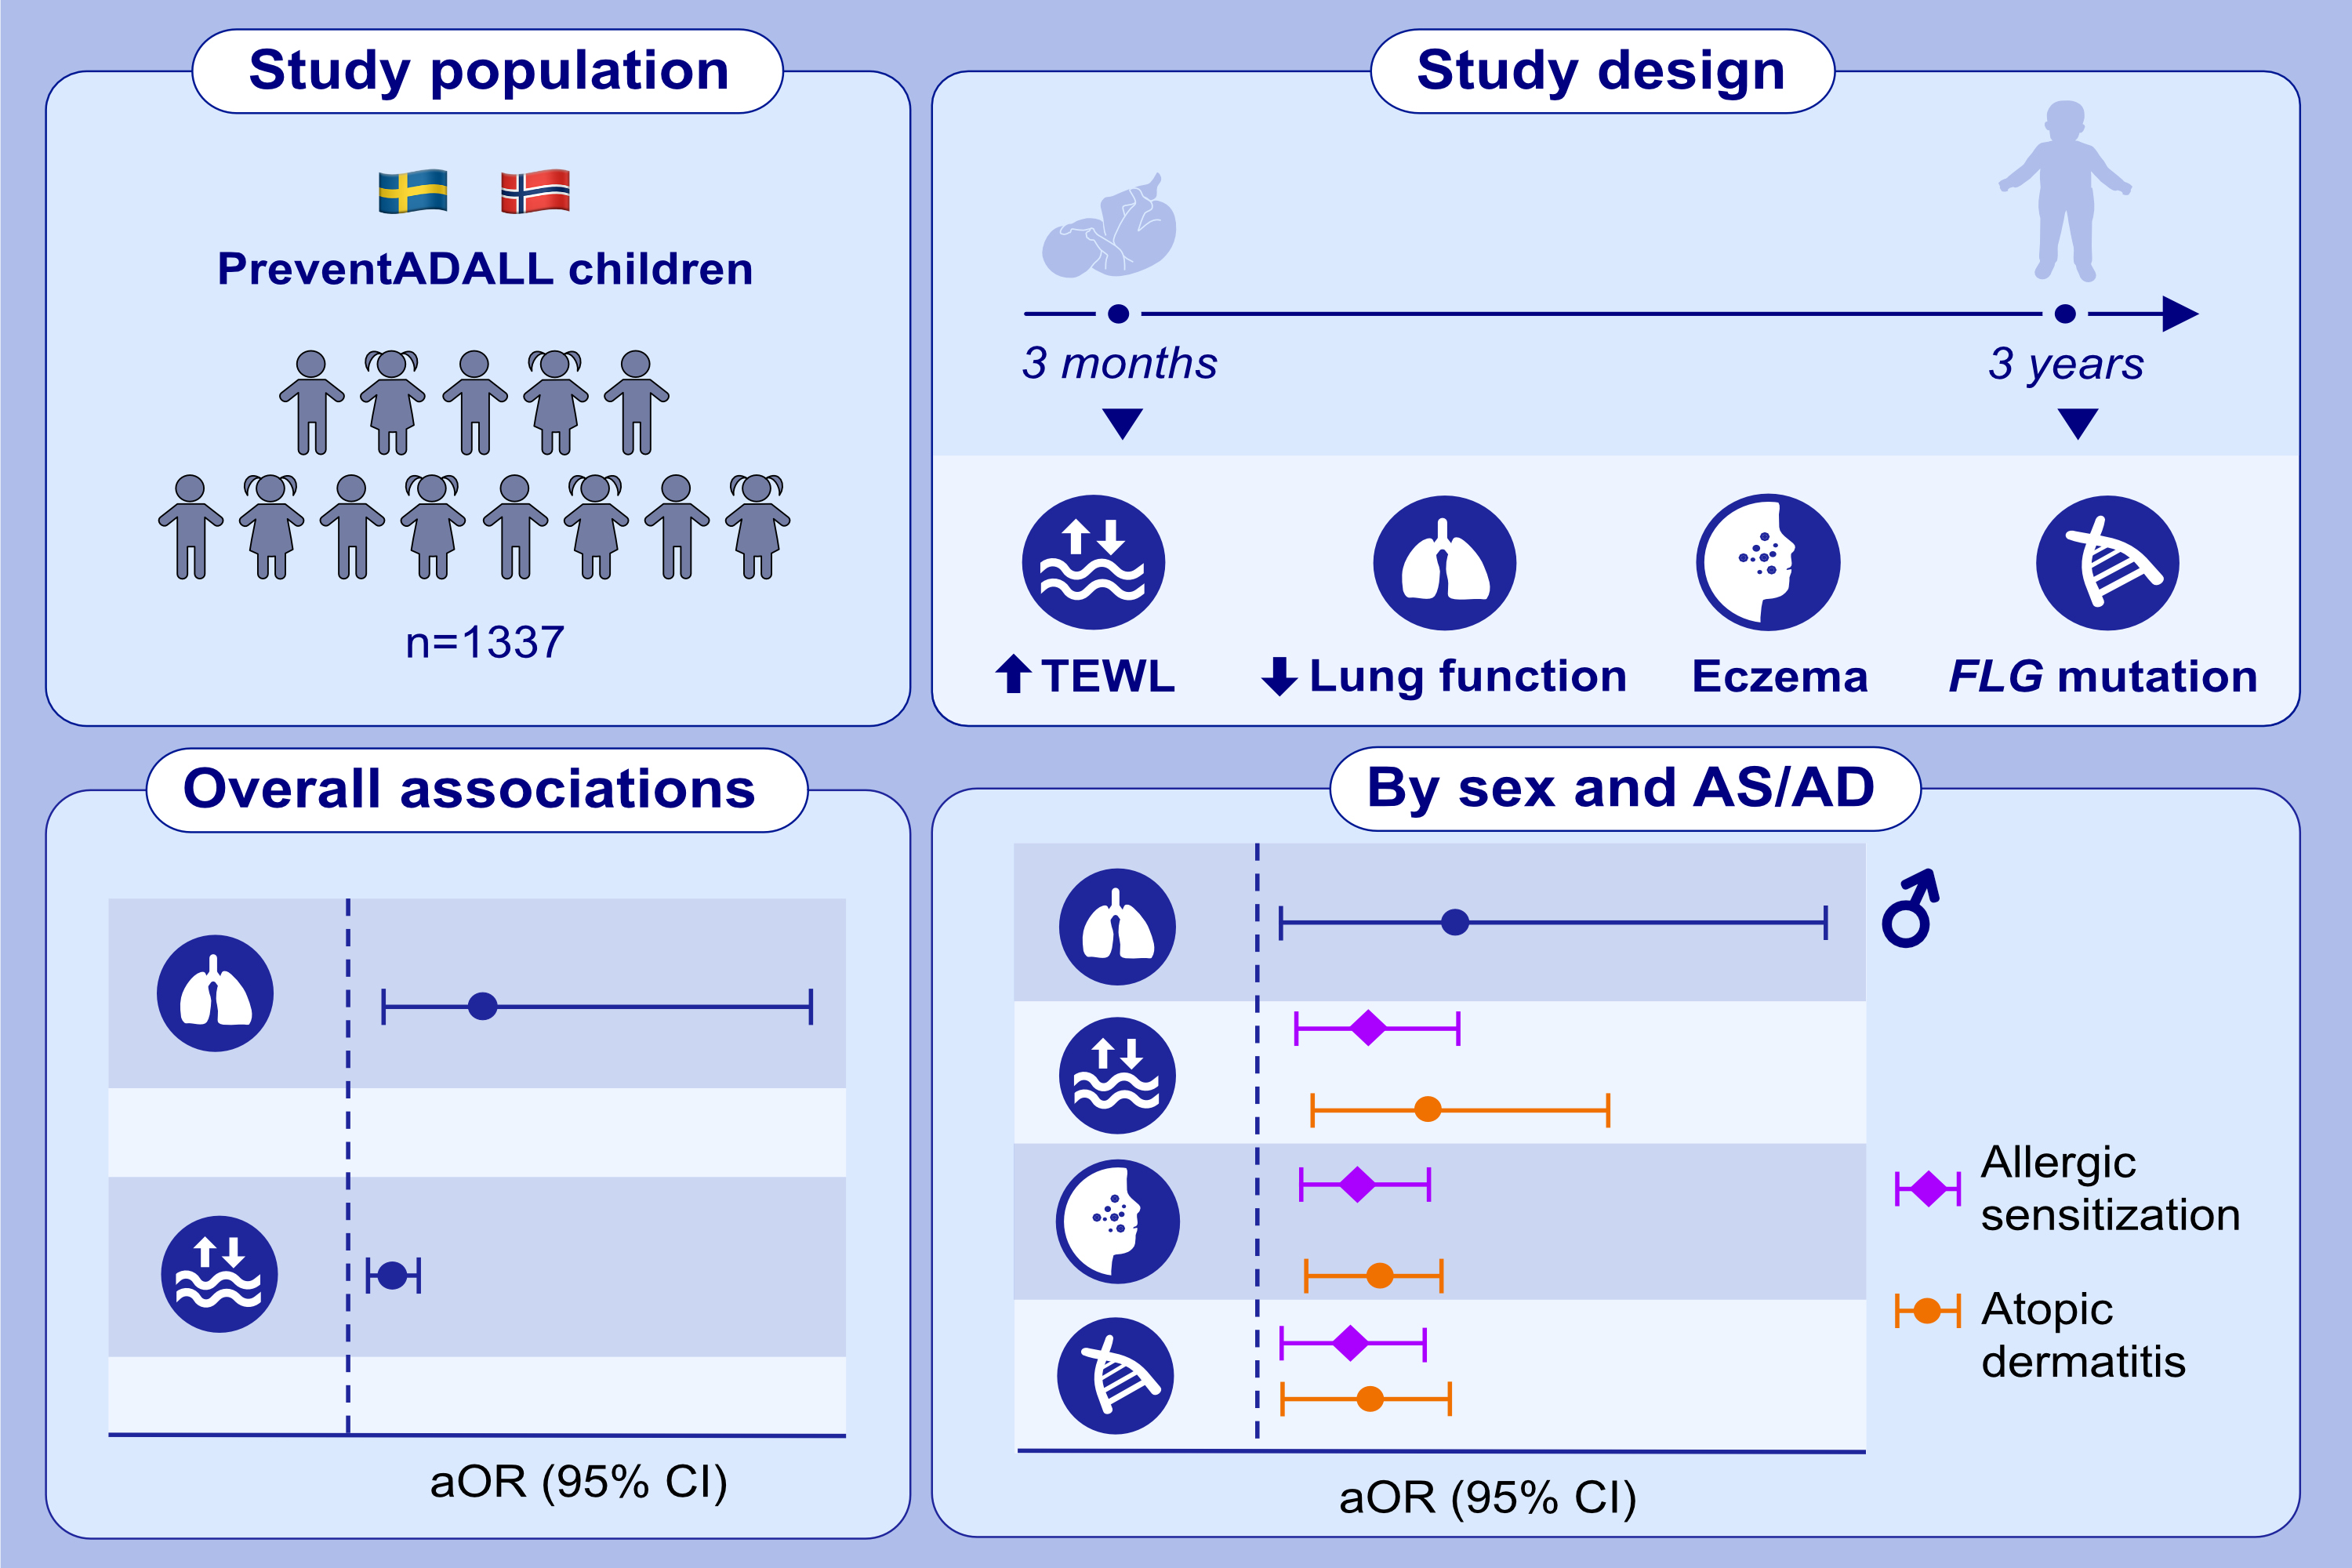 Study population
PreventADALL children
n=1337
Study design
3 months
3 years
TEWL
Lung function
Eczema
FLG mutation
Overall associations
aOR (95% CI)
By sex and AS/AD
Allergic
sensitization
Atopic
dermatitis
aOR (95% CI)